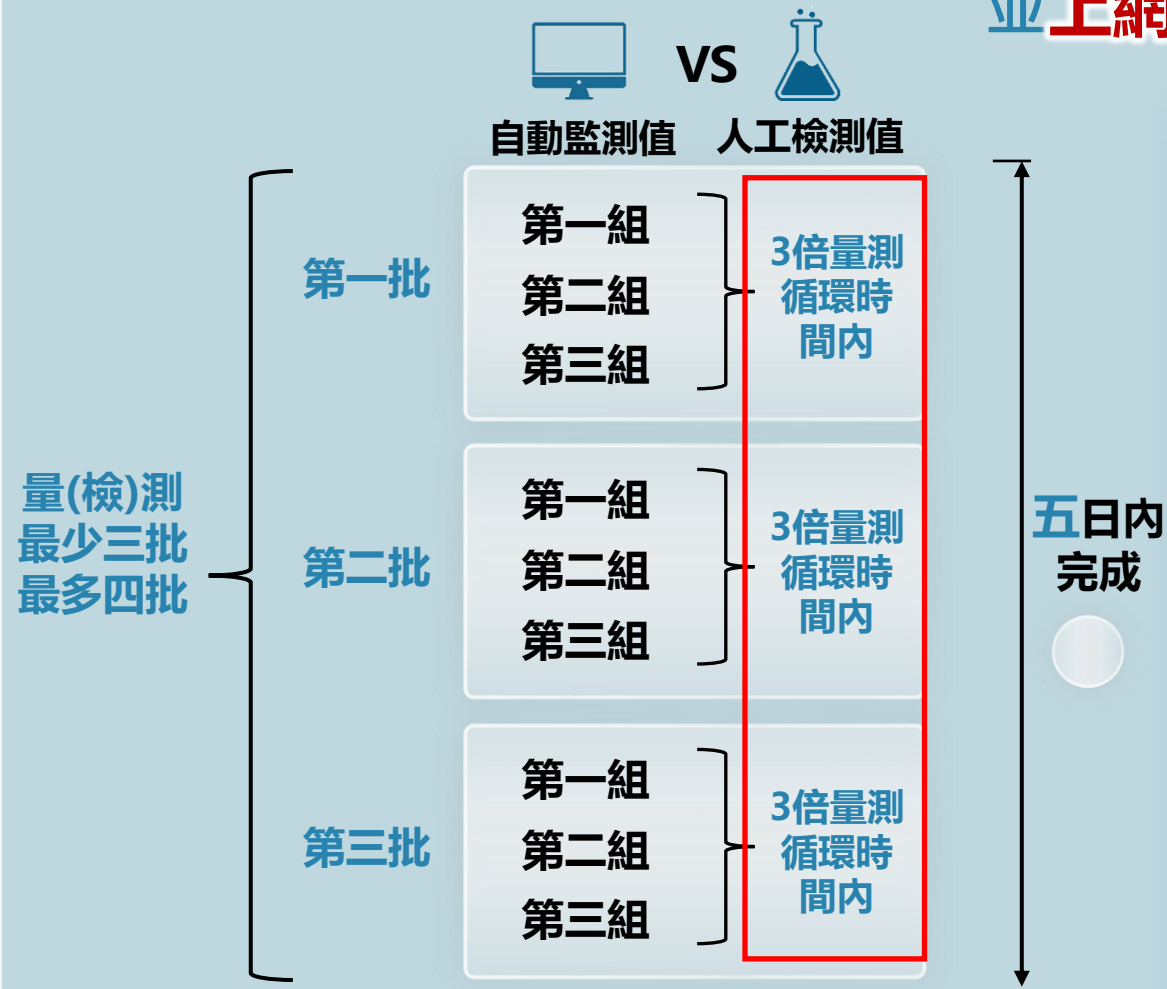 並上網
VS
自動監測值 人工檢測值
量(檢)測
最少三批
最多四批
第一批
第一組
第二組
第三組
3倍量測
循環時
間內
第二批
第一組
第二組
第三組
3倍量測
循環時
間內
第三批
第一組
第二組
第三組
3倍量測
循環時
間內
五日內
完成